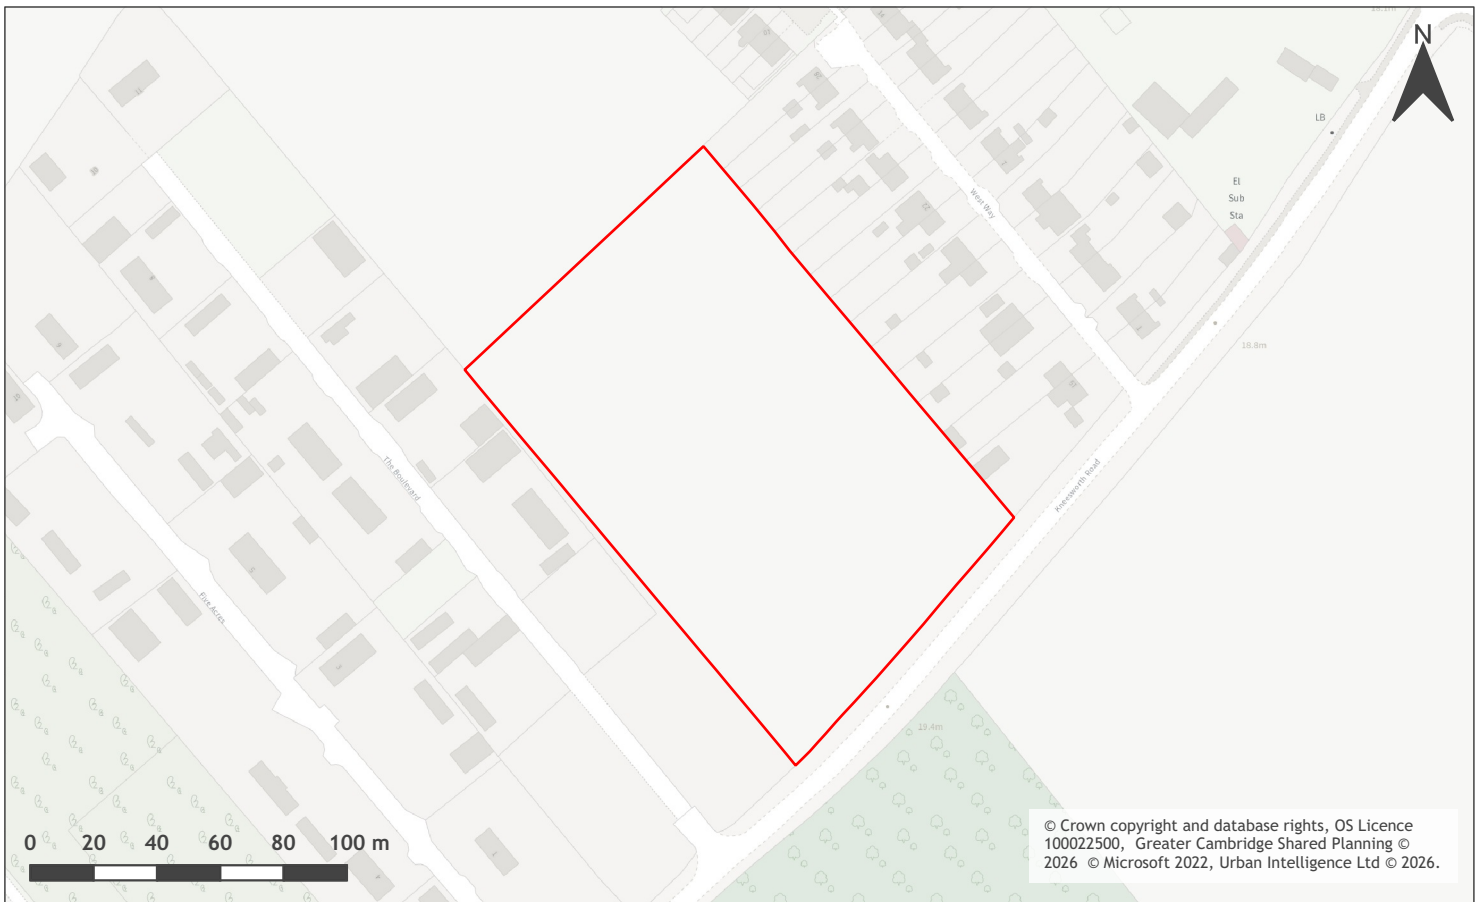 N
LB
El
Sub
Sta
West Way
18.8m
Kneesworth Road
The Boulevard
Five Acres
19.4m
0 20 40 60 80 100 m
© Crown copyright and database rights, OS Licence
100022500, Greater Cambridge Shared Planning ©
2026 © Microsoft 2022, Urban Intelligence Ltd © 2026.